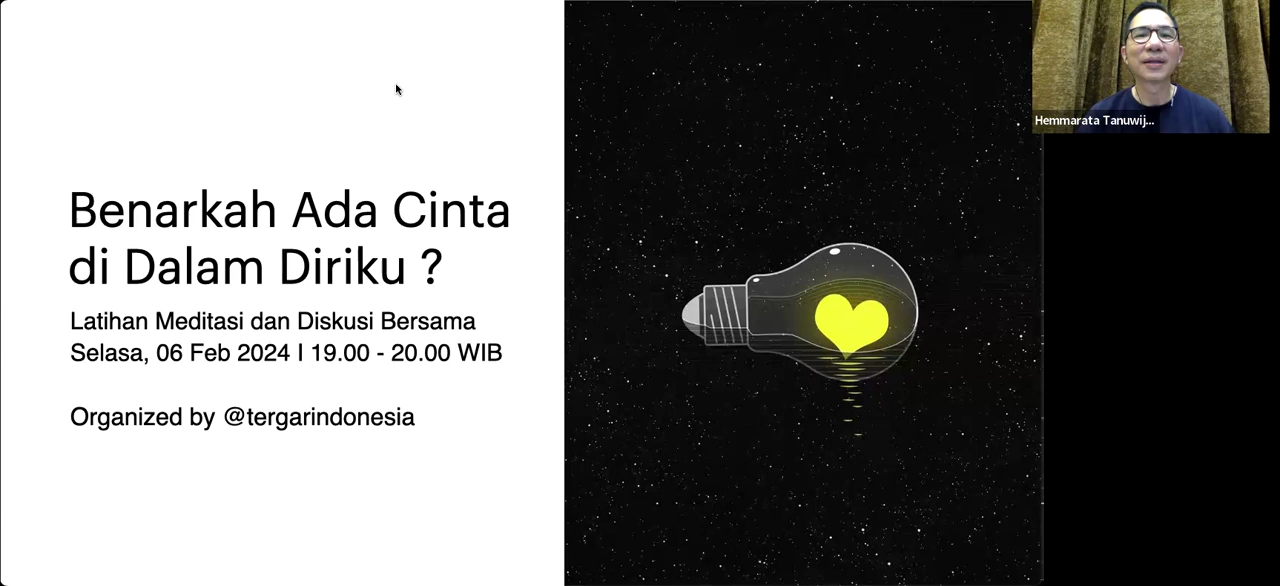 Benarkah Ada Cinta
di Dalam Diriku ?
Latihan Meditasi dan Diskusi Bersama
Selasa, 06 Feb 2024 I 19.00 - 20.00 WIB
Organized by @tergarindonesia
Hemmarata Tanuwij...